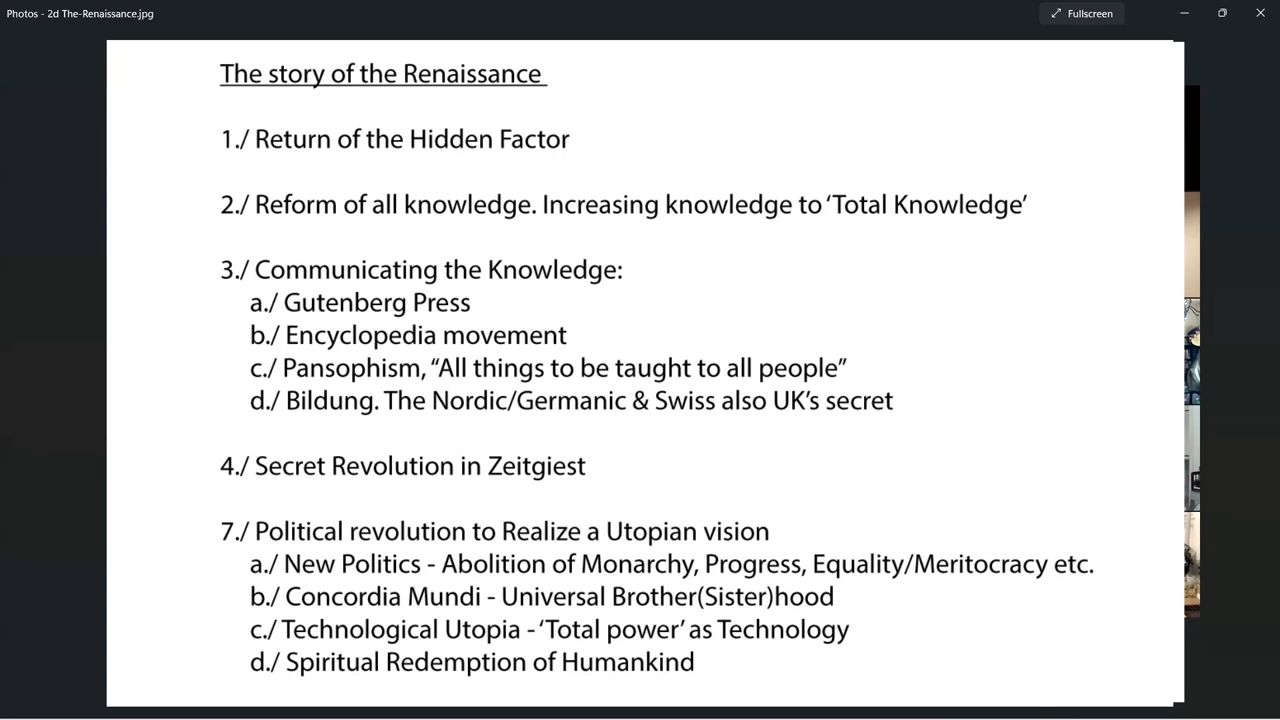 Photos - 2d The-Renaissance.jpg
Fullscreen
The story of the Renaissance
1./ Return of the Hidden Factor
2./ Reform of all knowledge. Increasing knowledge to ‘Total Knowledge’
3./ Communicating the Knowledge:
a./ Gutenberg Press
b./ Encyclopedia movement
c./ Pansophism, “All things to be taught to all people”
d./ Bildung. The Nordic/Germanic & Swiss also UK’s secret
4./ Secret Revolution in Zeitgiest
7./ Political revolution to Realize a Utopian vision
a./ New Politics - Abolition of Monarchy, Progress, Equality/Meritocracy etc.
b./ Concordia Mundi - Universal Brother(Sister)hood
c./ Technological Utopia - ‘Total power’ as Technology
d./ Spiritual Redemption of Humankind